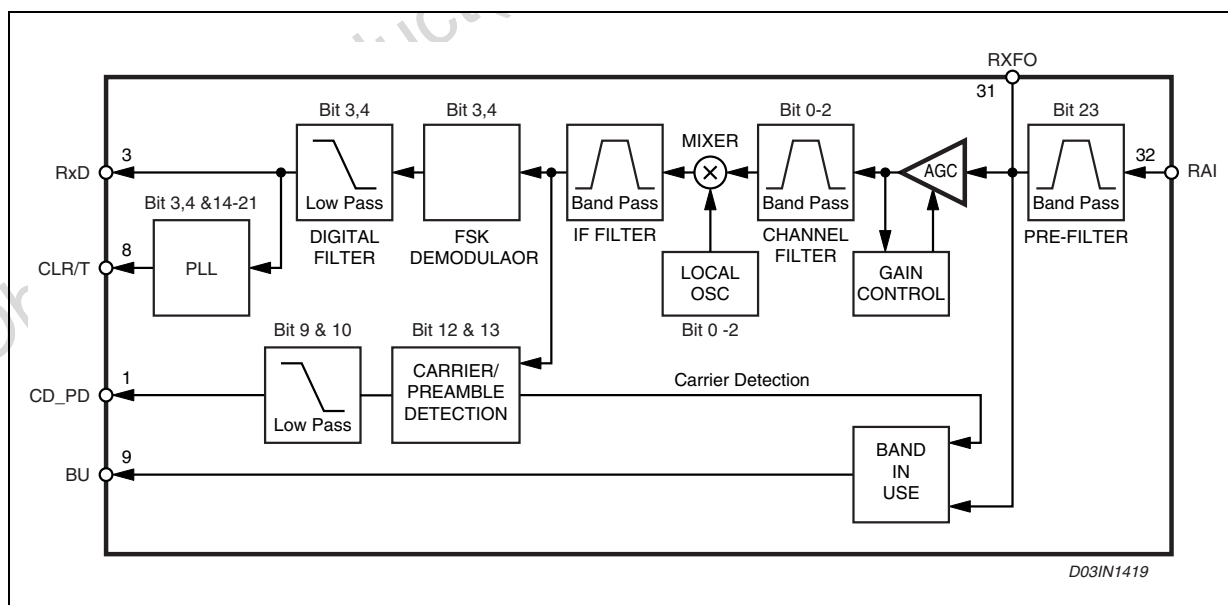 RXFO
31
Bit 3,4
Bit 3,4
Bit 0-2
Bit 23
MIXER
3
RxD
AGC
32
RAI
Low Pass
Band Pass
Band Pass
Band Pass
Bit 3,4 &14-21
DIGITAL
FILTER
FSK
DEMODULAOR
IF FILTER
CHANNEL
FILTER
PRE-FILTER
8
CLR/T
PLL
LOCAL
OSC
GAIN
CONTROL
Bit 9 & 10
Bit 12 & 13
Bit 0 -2
1
CD_PD
Low Pass
CARRIER/
PREAMBLE
DETECTION
Carrier Detection
9
BU
BAND
IN
USE
D03IN1419